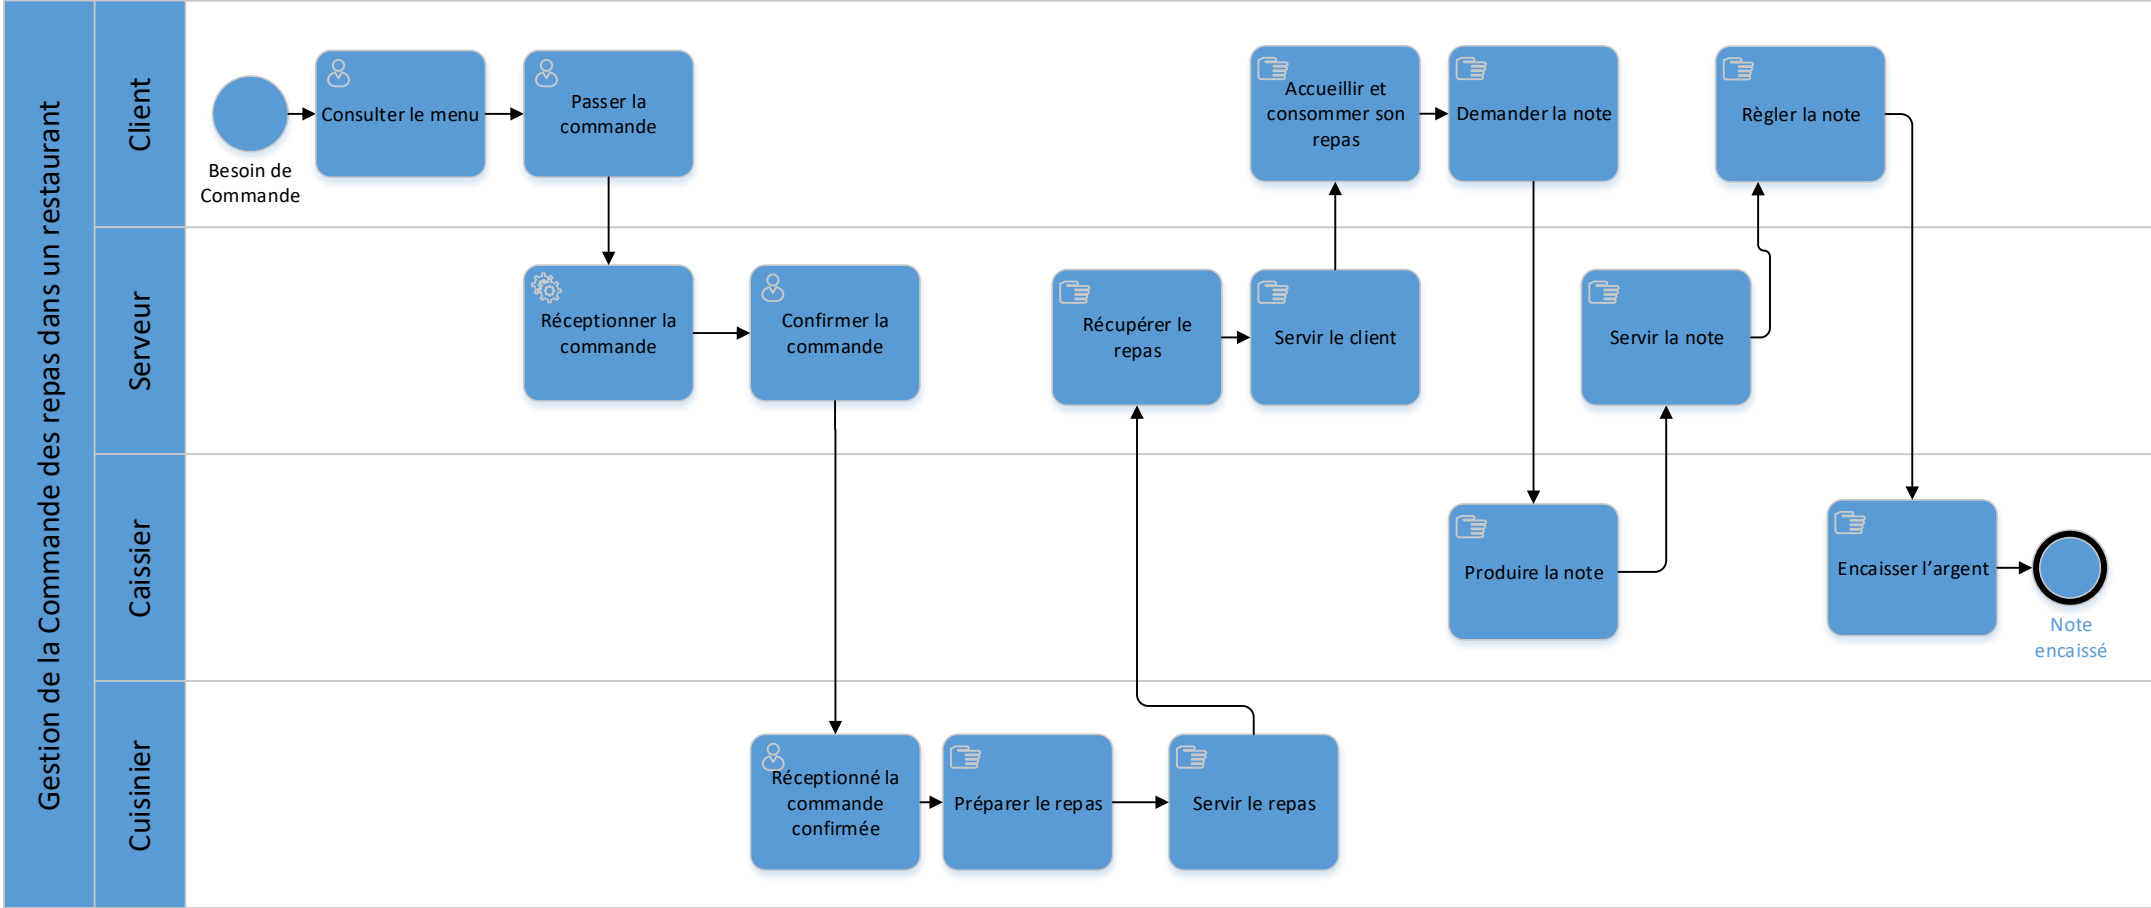 Gestion de la Commande des repas dans un restaurant
Client
Besoin de
Commande
Consulter le menu
Passer la
commande
Accueillir et
consommer son
repas
Demander la note
Règler la note
Serveur
Réceptionner la
commande
Confirmer la
commande
Récupérer le
repas
Servir le client
Servir la note
Caissier
Produire la note
Encaisser l’argent
Note
encaissé
Cuisinier
Réceptionné la
commande
confirmée
Préparer le repas
Servir le repas